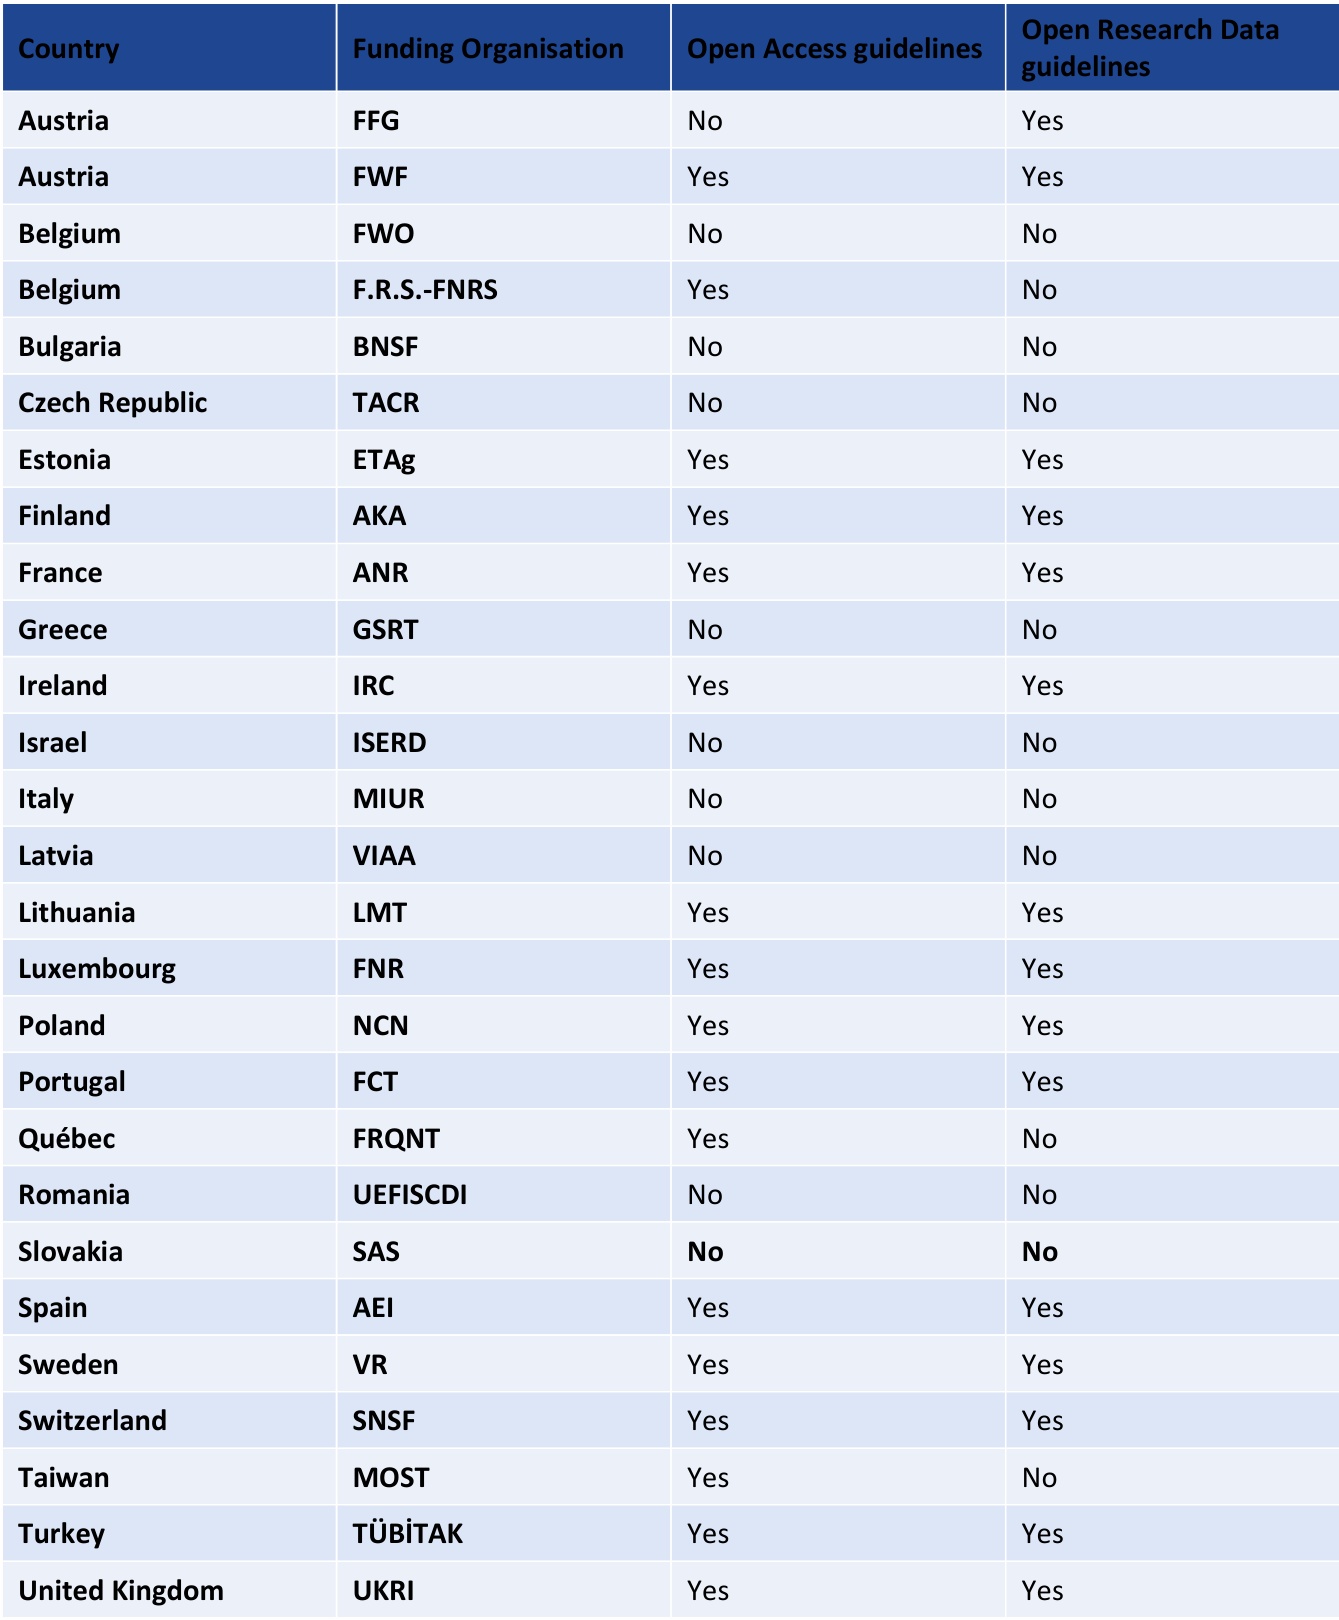 Country Funding Organisation Open Access guidelines Open Research Data
guidelines
Austria FFG No Yes
Austria FWF Yes Yes
Belgium FWO No No
Belgium F.R.S.-FNRS Yes No
Bulgaria BNSF No No
Czech Republic TACR No No
Estonia ETAg Yes Yes
Finland AKA Yes Yes
France ANR Yes Yes
Greece GSRT No No
Ireland IRC Yes Yes
Israel ISERD No No
Italy MIUR No No
Latvia VIAA No No
Lithuania LMT Yes Yes
Luxembourg FNR Yes Yes
Poland NCN Yes Yes
Portugal FCT Yes Yes
Québec FRQNT Yes No
Romania UEFISCDI No No
Slovakia SAS No No
Spain AEI Yes Yes
Sweden VR Yes Yes
Switzerland SNSF Yes Yes
Taiwan MOST Yes No
Turkey TÜBİTAK Yes Yes
United Kingdom UKRI Yes Yes